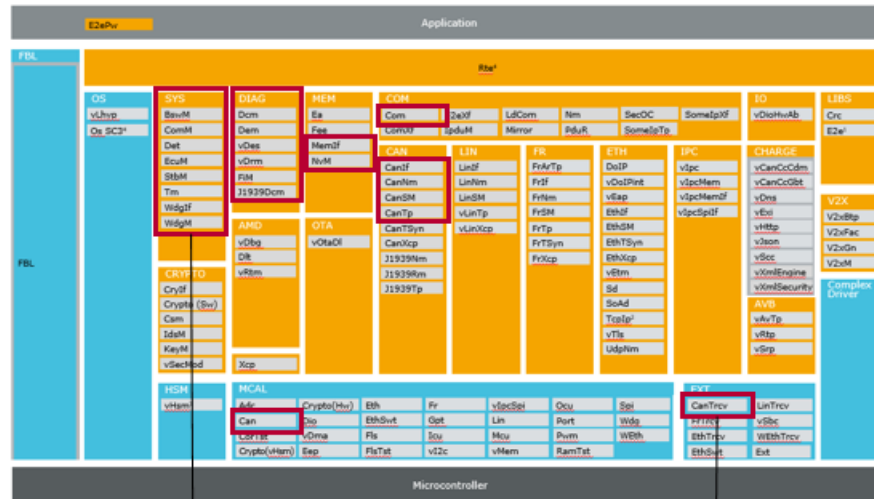 E2ePw
Application
FBL
Rte
FBL
OS
vLhyp
Os SC3
SYS
BswM
ComM
Det
EcuM
StbM
Tm
WdgIf
WdgM
DIAG
Dcm
Dem
vDes
vDrm
FiM
J1939Dcm
MEM
Ea
Fee
MemIf
NvM
COM
Com
E2eXf
LdCom
Nm
SecOC
SomeIpXf
ComXf
IpduM
Mirror
PduR
SomeIpTp
IO
vDioHwAb
LIBS
Crc
E2e
CAN
CanIf
CanNm
CanSM
CanTp
CanTSyn
CanXcp
J1939Nm
J1939Rm
J1939Tp
LIN
LinIf
LinNm
LinSM
vLinTp
vLinXcp
FR
FrArTp
FrIf
FrNm
FrSM
FrTp
FrTSyn
FrXcp
ETH
DoIP
vDoIPint
vEap
EthIf
EthSM
EthTSyn
EthXcp
vEtm
Sd
SoAd
TcpIp
vTls
UdpNm
IPC
vIpc
vIpcMem
vIpcMemIf
vIpcSpiIf
CHARGE
vCanCcCdm
vCanCcGbt
vDns
vExi
vHttp
vJson
vScc
vXmlEngine
vXmlSecurity
V2X
V2xBtp
V2xFac
V2xGn
V2xM
AMD
vDbg
Dlt
vRtm
Xcp
OTA
vOtaDl
CRYPTO
CryIf
Crypto (Sw)
Csm
IdsM
KeyM
vSecMod
AVB
vAvTp
vRtp
vSrp
Complex
Driver
HSM
vHsm
MCAL
Adc
Crypto(Hw)
Eth
Fr
vIpcSpi
Ocu
Spi
Can
Dio
EthSwt
Gpt
Lin
Port
Wdg
CorTst
vDma
Fls
Icu
Mcu
Pwm
WEth
Crypto(vHsm)
Eep
FlsTst
vI2c
vMem
RamTst
EXT
CanTrcv
LinTrcv
FrTrcv
vSbc
EthTrcv
WEthTrcv
EthSwt
Ext
Microcontroller